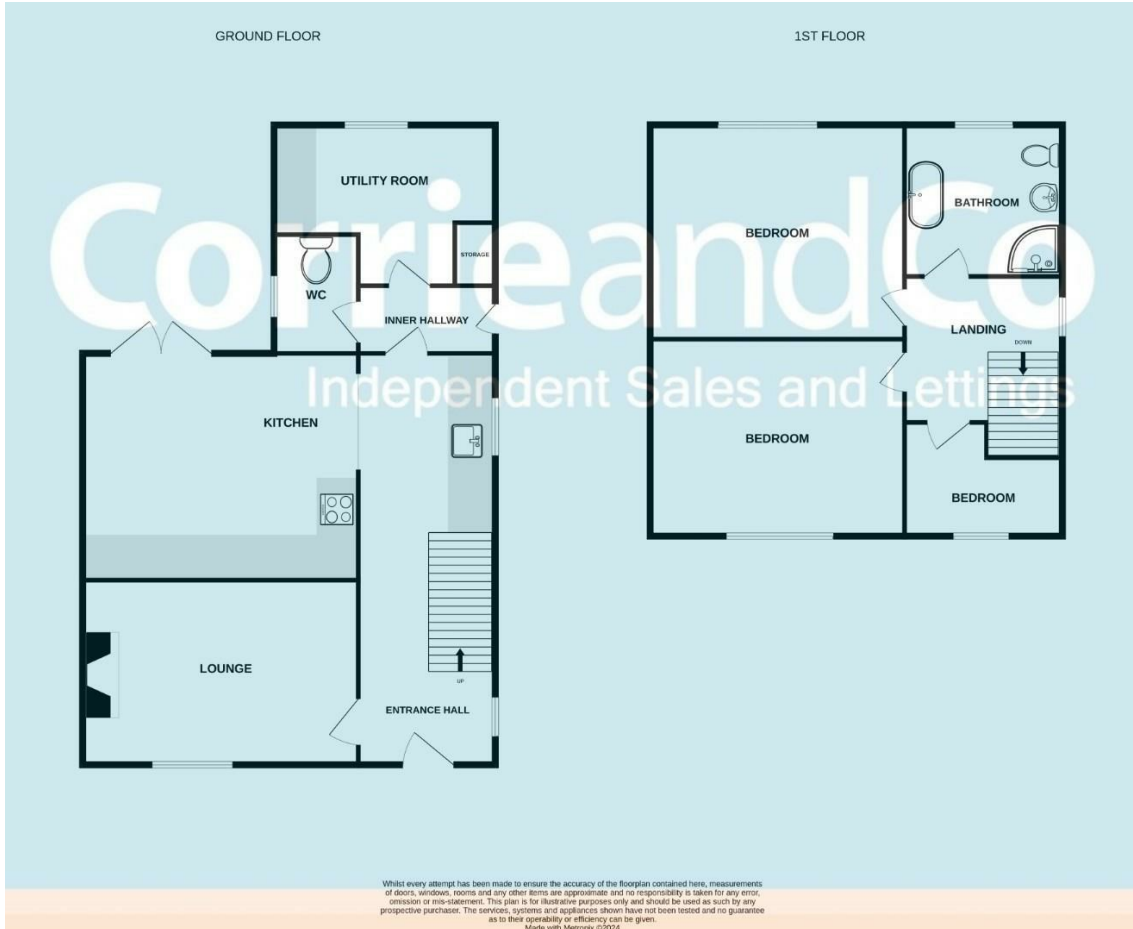 GROUND FLOOR
1ST FLOOR
UTILITY ROOM
STORAGE
WC
INNER HALLWAY
KITCHEN
LOUNGE
UP
ENTRANCE HALL
BEDROOM
BATHROOM
LANDING
DOWN
BEDROOM
BEDROOM
CorrieandCo
Independent Sales and Lettings
Whilst every attempt has been made to ensure the accuracy of the floorplan contained here, measurements
of doors, windows, rooms and any other items are approximate and no responsibility is taken for any error,
omission or mis-statement. This plan is for illustrative purposes only and should be used as such by any
prospective purchaser. The services, systems and appliances shown have not been tested and no guarantee
as to their operability or efficiency can be given.
Made with Metropix ©2024